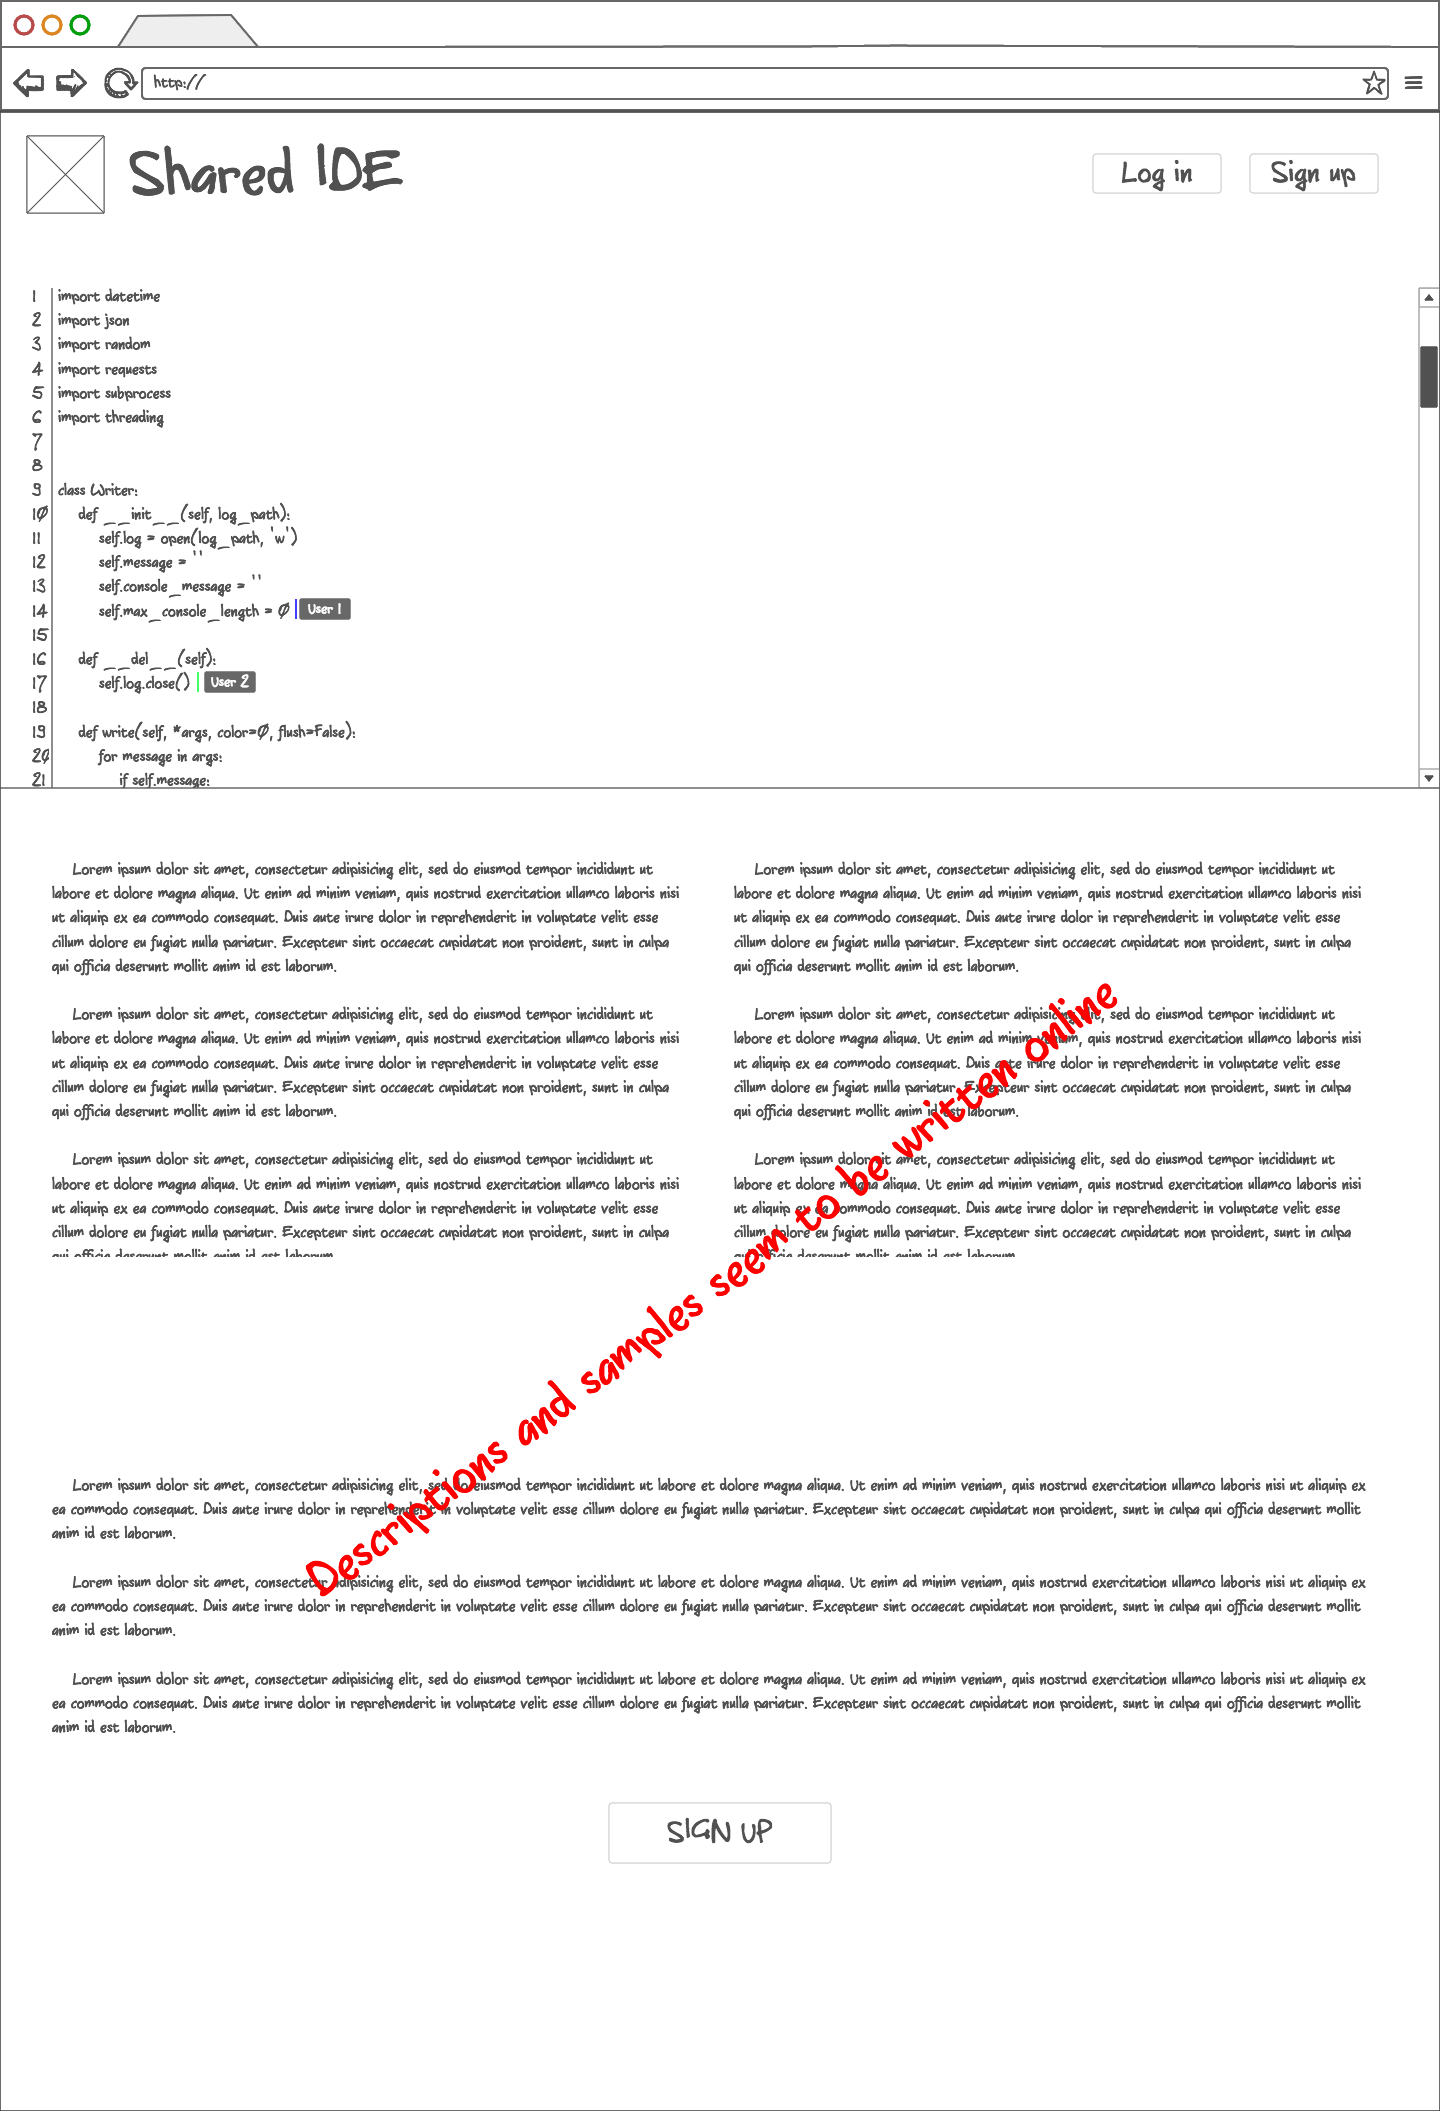 http://
Shared IDE
Log in
Sign up
1 import datetime
2 import json
3 import random
4 import requests
5 import subprocess
6 import threading
7
8
9 class Writer:
10 def __init__(self, log_path):
11 self.log = open(log_path, 'w')
12 self.message = ''
13 self.console_message = ''
14 self.max_console_length = 0 User 1
15
16 def __del__(self):
17 self.log.close() User 2
18
19 def write(self, *args, color=0, flush=False):
20 for message in args:
21 if self.message:
Lorem ipsum dolor sit amet, consectetur adipisicing elit, sed do eiusmod tempor incididunt ut
labore et dolore magna aliqua. Ut enim ad minim veniam, quis nostrud exercitation ullamco laboris nisi
ut aliquip ex ea commodo consequat. Duis aute irure dolor in reprehenderit in voluptate velit esse
cillum dolore eu fugiat nulla pariatur. Excepteur sint occaecat cupidatat non proident, sunt in culpa
qui officia deserunt mollit anim id est laborum.
Lorem ipsum dolor sit amet, consectetur adipisicing elit, sed do eiusmod tempor incididunt ut
labore et dolore magna aliqua. Ut enim ad minim veniam, quis nostrud exercitation ullamco laboris nisi
ut aliquip ex ea commodo consequat. Duis aute irure dolor in reprehenderit in voluptate velit esse
cillum dolore eu fugiat nulla pariatur. Excepteur sint occaecat cupidatat non proident, sunt in culpa
qui officia deserunt mollit anim id est laborum.
Lorem ipsum dolor sit amet, consectetur adipisicing elit, sed do eiusmod tempor incididunt ut
labore et dolore magna aliqua. Ut enim ad minim veniam, quis nostrud exercitation ullamco laboris nisi
ut aliquip ex ea commodo consequat. Duis aute irure dolor in reprehenderit in voluptate velit esse
cillum dolore eu fugiat nulla pariatur. Excepteur sint occaecat cupidatat non proident, sunt in culpa
qui officia deserunt mollit anim id est laborum.
Lorem ipsum dolor sit amet, consectetur adipisicing elit, sed do eiusmod tempor incididunt ut
labore et dolore magna aliqua. Ut enim ad minim veniam, quis nostrud exercitation ullamco laboris nisi
ut aliquip ex ea commodo consequat. Duis aute irure dolor in reprehenderit in voluptate velit esse
cillum dolore eu fugiat nulla pariatur. Excepteur sint occaecat cupidatat non proident, sunt in culpa
qui officia deserunt mollit anim id est laborum.
Lorem ipsum dolor sit amet, consectetur adipisicing elit, sed do eiusmod tempor incididunt ut
labore et dolore magna aliqua. Ut enim ad minim veniam, quis nostrud exercitation ullamco laboris nisi
ut aliquip ex ea commodo consequat. Duis aute irure dolor in reprehenderit in voluptate velit esse
cillum dolore eu fugiat nulla pariatur. Excepteur sint occaecat cupidatat non proident, sunt in culpa
qui officia deserunt mollit anim id est laborum.
Lorem ipsum dolor sit amet, consectetur adipisicing elit, sed do eiusmod tempor incididunt ut
labore et dolore magna aliqua. Ut enim ad minim veniam, quis nostrud exercitation ullamco laboris nisi
ut aliquip ex ea commodo consequat. Duis aute irure dolor in reprehenderit in voluptate velit esse
cillum dolore eu fugiat nulla pariatur. Excepteur sint occaecat cupidatat non proident, sunt in culpa
qui officia deserunt mollit anim id est laborum.
Descriptions and samples seem to be written online
Lorem ipsum dolor sit amet, consectetur adipisicing elit, sed do eiusmod tempor incididunt ut labore et dolore magna aliqua. Ut enim ad minim veniam, quis nostrud exercitation ullamco laboris nisi ut aliquip ex
ea commodo consequat. Duis aute irure dolor in reprehenderit in voluptate velit esse cillum dolore eu fugiat nulla pariatur. Excepteur sint occaecat cupidatat non proident, sunt in culpa qui officia deserunt mollit
anim id est laborum.
Lorem ipsum dolor sit amet, consectetur adipisicing elit, sed do eiusmod tempor incididunt ut labore et dolore magna aliqua. Ut enim ad minim veniam, quis nostrud exercitation ullamco laboris nisi ut aliquip ex
ea commodo consequat. Duis aute irure dolor in reprehenderit in voluptate velit esse cillum dolore eu fugiat nulla pariatur. Excepteur sint occaecat cupidatat non proident, sunt in culpa qui officia deserunt mollit
anim id est laborum.
Lorem ipsum dolor sit amet, consectetur adipisicing elit, sed do eiusmod tempor incididunt ut labore et dolore magna aliqua. Ut enim ad minim veniam, quis nostrud exercitation ullamco laboris nisi ut aliquip ex
ea commodo consequat. Duis aute irure dolor in reprehenderit in voluptate velit esse cillum dolore eu fugiat nulla pariatur. Excepteur sint occaecat cupidatat non proident, sunt in culpa qui officia deserunt mollit
anim id est laborum.
SIGN UP